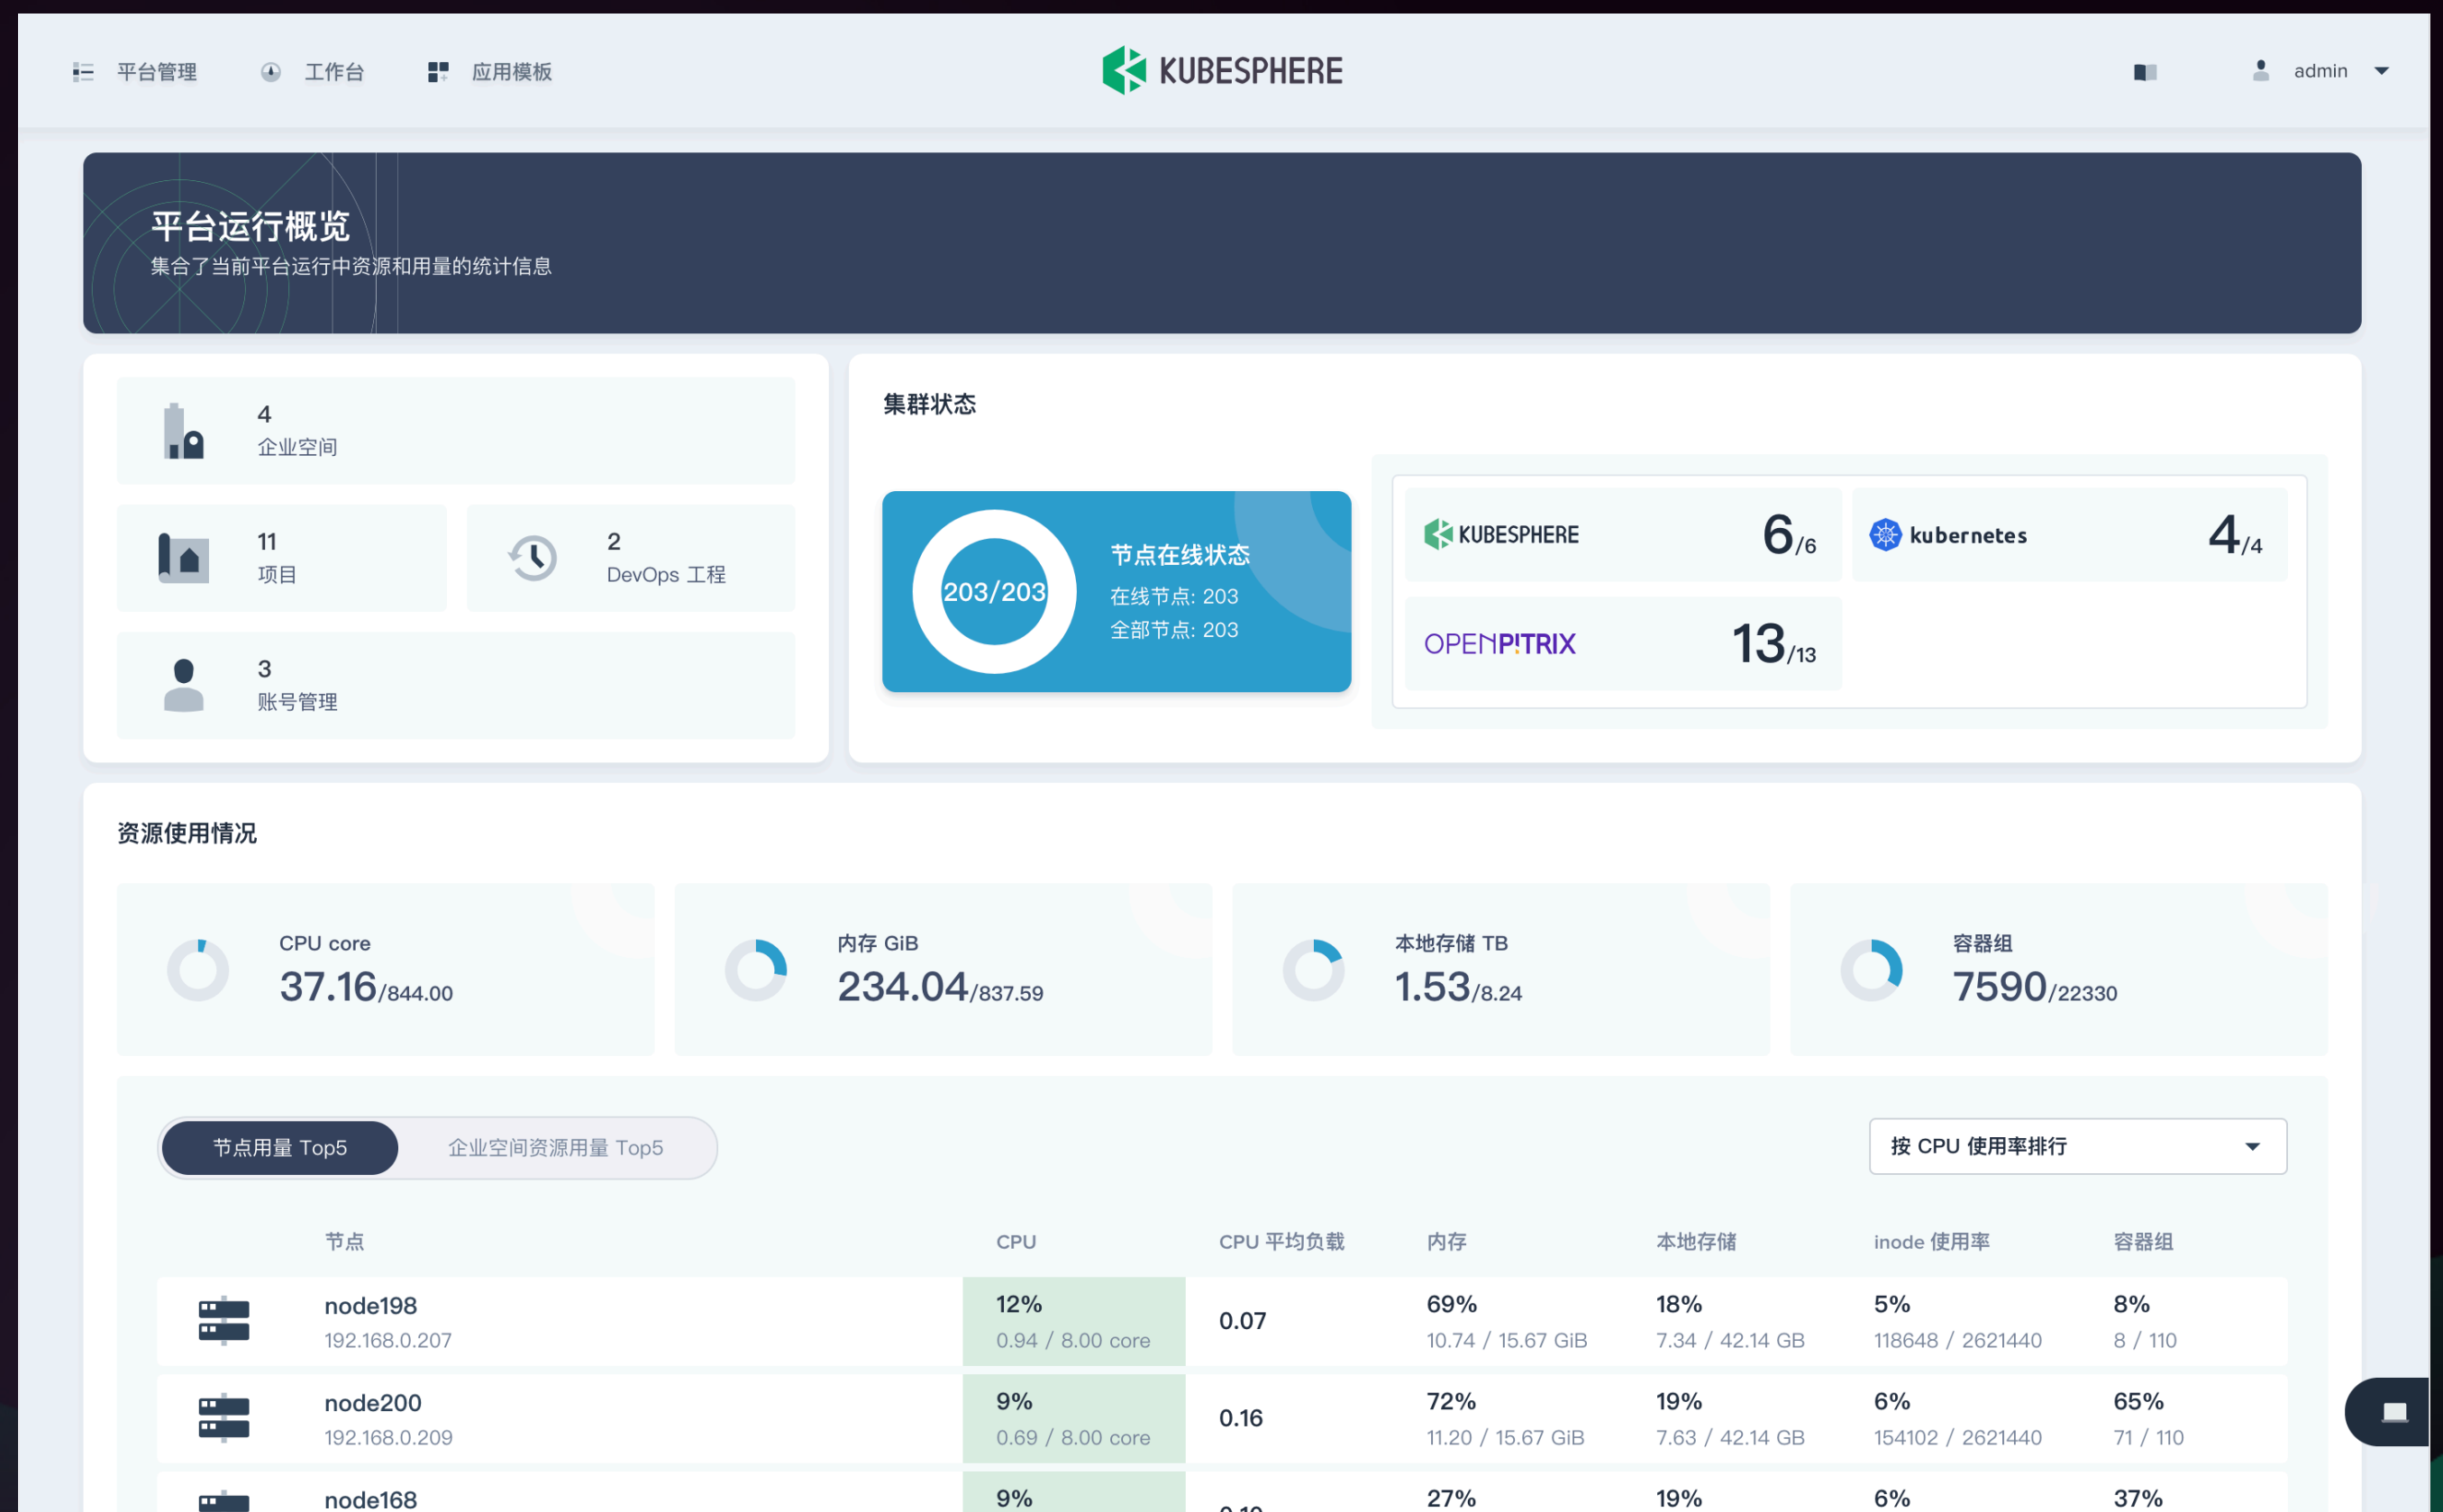 平台管理 工作台 应用模板 KUBESPHERE admin
平台运行概览
集合了当前平台运行中资源和用量的统计信息
4
企业空间
11
项目
2
DevOps 工程
3
账号管理
集群状态
203/203
节点在线状态
在线节点: 203
全部节点: 203
KUBESPHERE 6/6
kubernetes 4/4
OPENPITRIX 13/13
资源使用情况
CPU core
37.16/844.00
内存 GiB
234.04/837.59
本地存储 TB
1.53/8.24
容器组
7590/22330
节点用量 Top5 企业空间资源用量 Top5 按 CPU 使用率排行
节点 CPU CPU 平均负载 内存 本地存储 inode 使用率 容器组
node198 12% 0.07 69% 18% 5% 8%
192.168.0.207 0.94 / 8.00 core 10.74 / 15.67 GiB 7.34 / 42.14 GB 118648 / 2621440 8 / 110
node200 9% 0.16 72% 19% 6% 65%
192.168.0.209 0.69 / 8.00 core 11.20 / 15.67 GiB 7.63 / 42.14 GB 154102 / 2621440 71 / 110
node168 9% 27% 19% 6% 37%